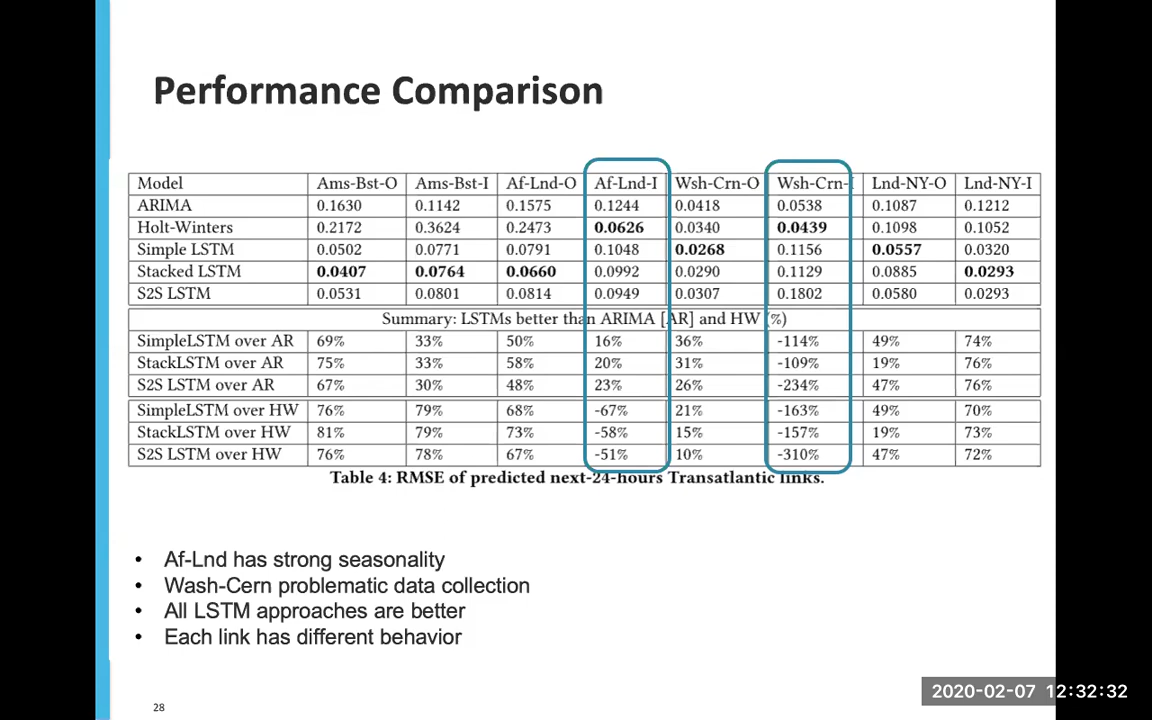 Performance Comparison
Model Ams-Bst-O Ams-Bst-I Af-Lnd-O Af-Lnd-I Wsh-Crn-O Wsh-Crn-I Lnd-NY-O Lnd-NY-I
ARIMA 0.1630 0.1142 0.1575 0.1244 0.0418 0.0538 0.1087 0.1212
Holt-Winters 0.2172 0.3624 0.2473 0.0626 0.0340 0.0439 0.1098 0.1052
Simple LSTM 0.0502 0.0771 0.0791 0.1048 0.0268 0.1156 0.0557 0.0320
Stacked LSTM 0.0407 0.0764 0.0660 0.0992 0.0290 0.1129 0.0885 0.0293
S2S LSTM 0.0531 0.0801 0.0814 0.0949 0.0307 0.1802 0.0580 0.0293
Summary: LSTMs better than ARIMA [AR] and HW (%)
SimpleLSTM over AR 69% 33% 50% 16% 36% -114% 49% 74%
StackLSTM over AR 75% 33% 58% 20% 31% -109% 19% 76%
S2S LSTM over AR 67% 30% 48% 23% 26% -234% 47% 76%
SimpleLSTM over HW 76% 79% 68% -67% 21% -163% 49% 70%
StackLSTM over HW 81% 79% 73% -58% 15% -157% 19% 73%
S2S LSTM over HW 76% 78% 67% -51% 10% -310% 47% 72%
Table 4: RMSE of predicted next-24-hours Transatlantic links.
• Af-Lnd has strong seasonality
• Wash-Cern problematic data collection
• All LSTM approaches are better
• Each link has different behavior
28
2020-02-07 12:32:32